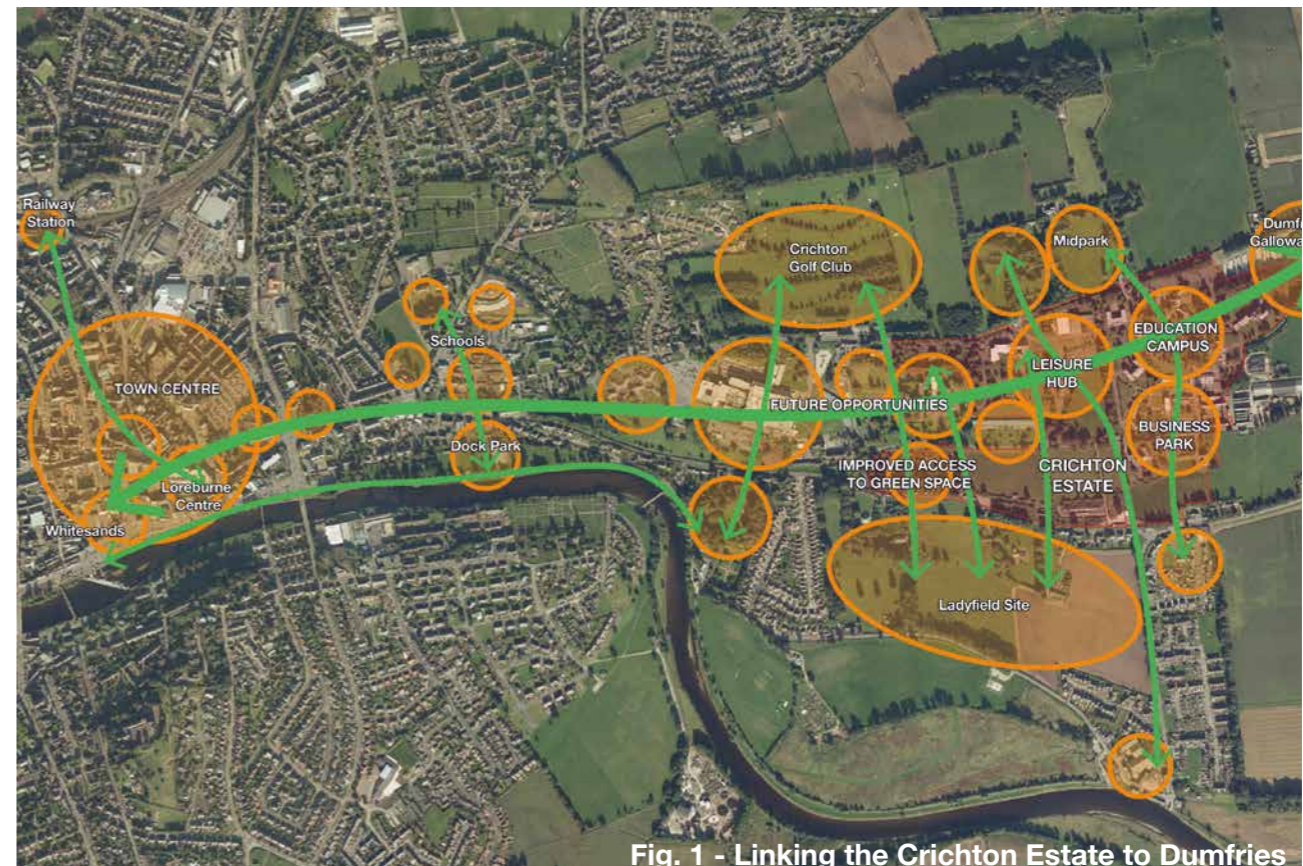 Railway
Station
TOWN CENTRE
Loreburne
Centre
Whitesands
Schools
Dock Park
Crichton
Golf Club
FUTURE OPPORTUNITIES
IMPROVED ACCESS
TO GREEN SPACE
Ladyfield Site
Midpark
LEISURE
HUB
EDUCATION
CAMPUS
BUSINESS
PARK
CRICHTON
ESTATE
Dumfri
Gallowa
Fig. 1 - Linking the Crichton Estate to Dumfries